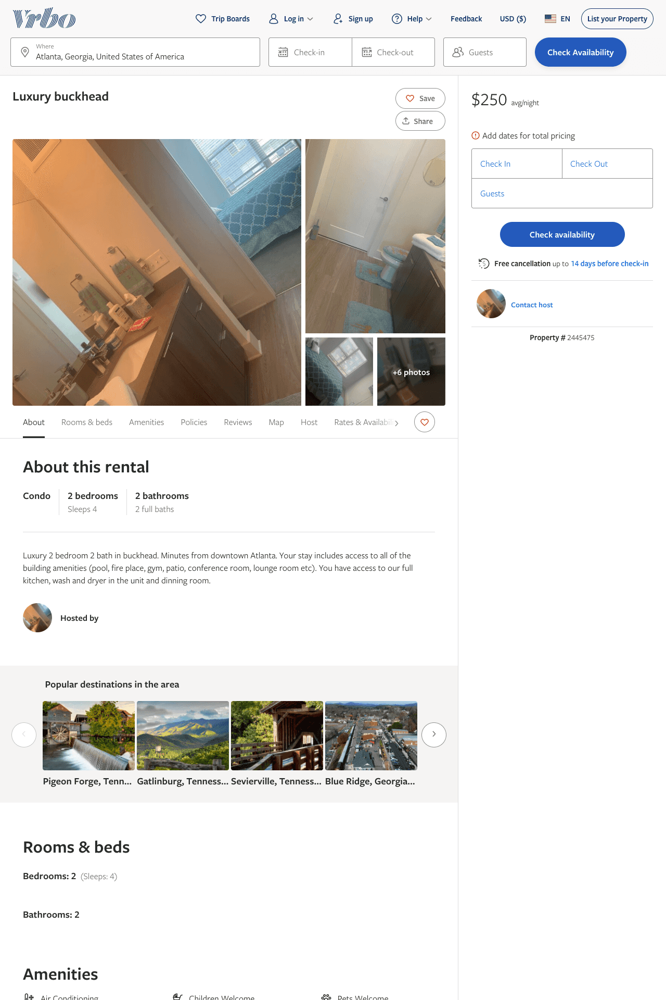 Vrbo
Trip Boards
Log in
Sign up
Help
Feedback
USD ($)
EN
List your Property
Where
Atlanta, Georgia, United States of America
Check-in
Check-out
Guests
Check Availability
Luxury buckhead
Save
Share
$250 avg/night
Add dates for total pricing
Check In
Check Out
Guests
Check availability
Free cancellation up to 14 days before check-in
Contact host
Property # 2445475
+6 photos
About
Rooms & beds
Amenities
Policies
Reviews
Map
Host
Rates & Availabili
About this rental
Condo
2 bedrooms
Sleeps 4
2 bathrooms
2 full baths
Luxury 2 bedroom 2 bath in buckhead. Minutes from downtown Atlanta. Your stay includes access to all of the
building amenities (pool, fire place, gym, patio, conference room, lounge room etc). You have access to our full
kitchen, wash and dryer in the unit and dinning room.
Hosted by
Popular destinations in the area
Pigeon Forge, Tenn...
Gatlinburg, Tenness...
Sevierville, Tenness...
Blue Ridge, Georgia...
Rooms & beds
Bedrooms: 2 (Sleeps: 4)
Bathrooms: 2
Amenities
Air Conditioning
Children Welcome
Pets Welcome